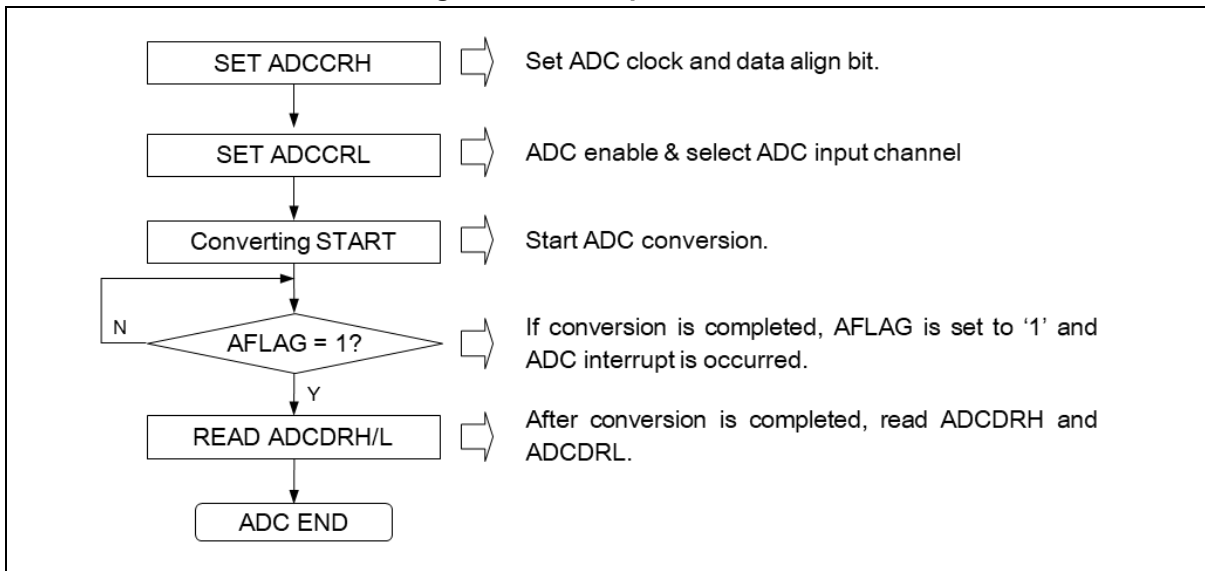 SET ADCCRH
Set ADC clock and data align bit.
SET ADCCRL
ADC enable & select ADC input channel
Converting START
Start ADC conversion.
N
AFLAG = 1?
If conversion is completed, AFLAG is set to ‘1’ and
ADC interrupt is occurred.
Y
READ ADCDRH/L
After conversion is completed, read ADCDRH and
ADCDRL.
ADC END